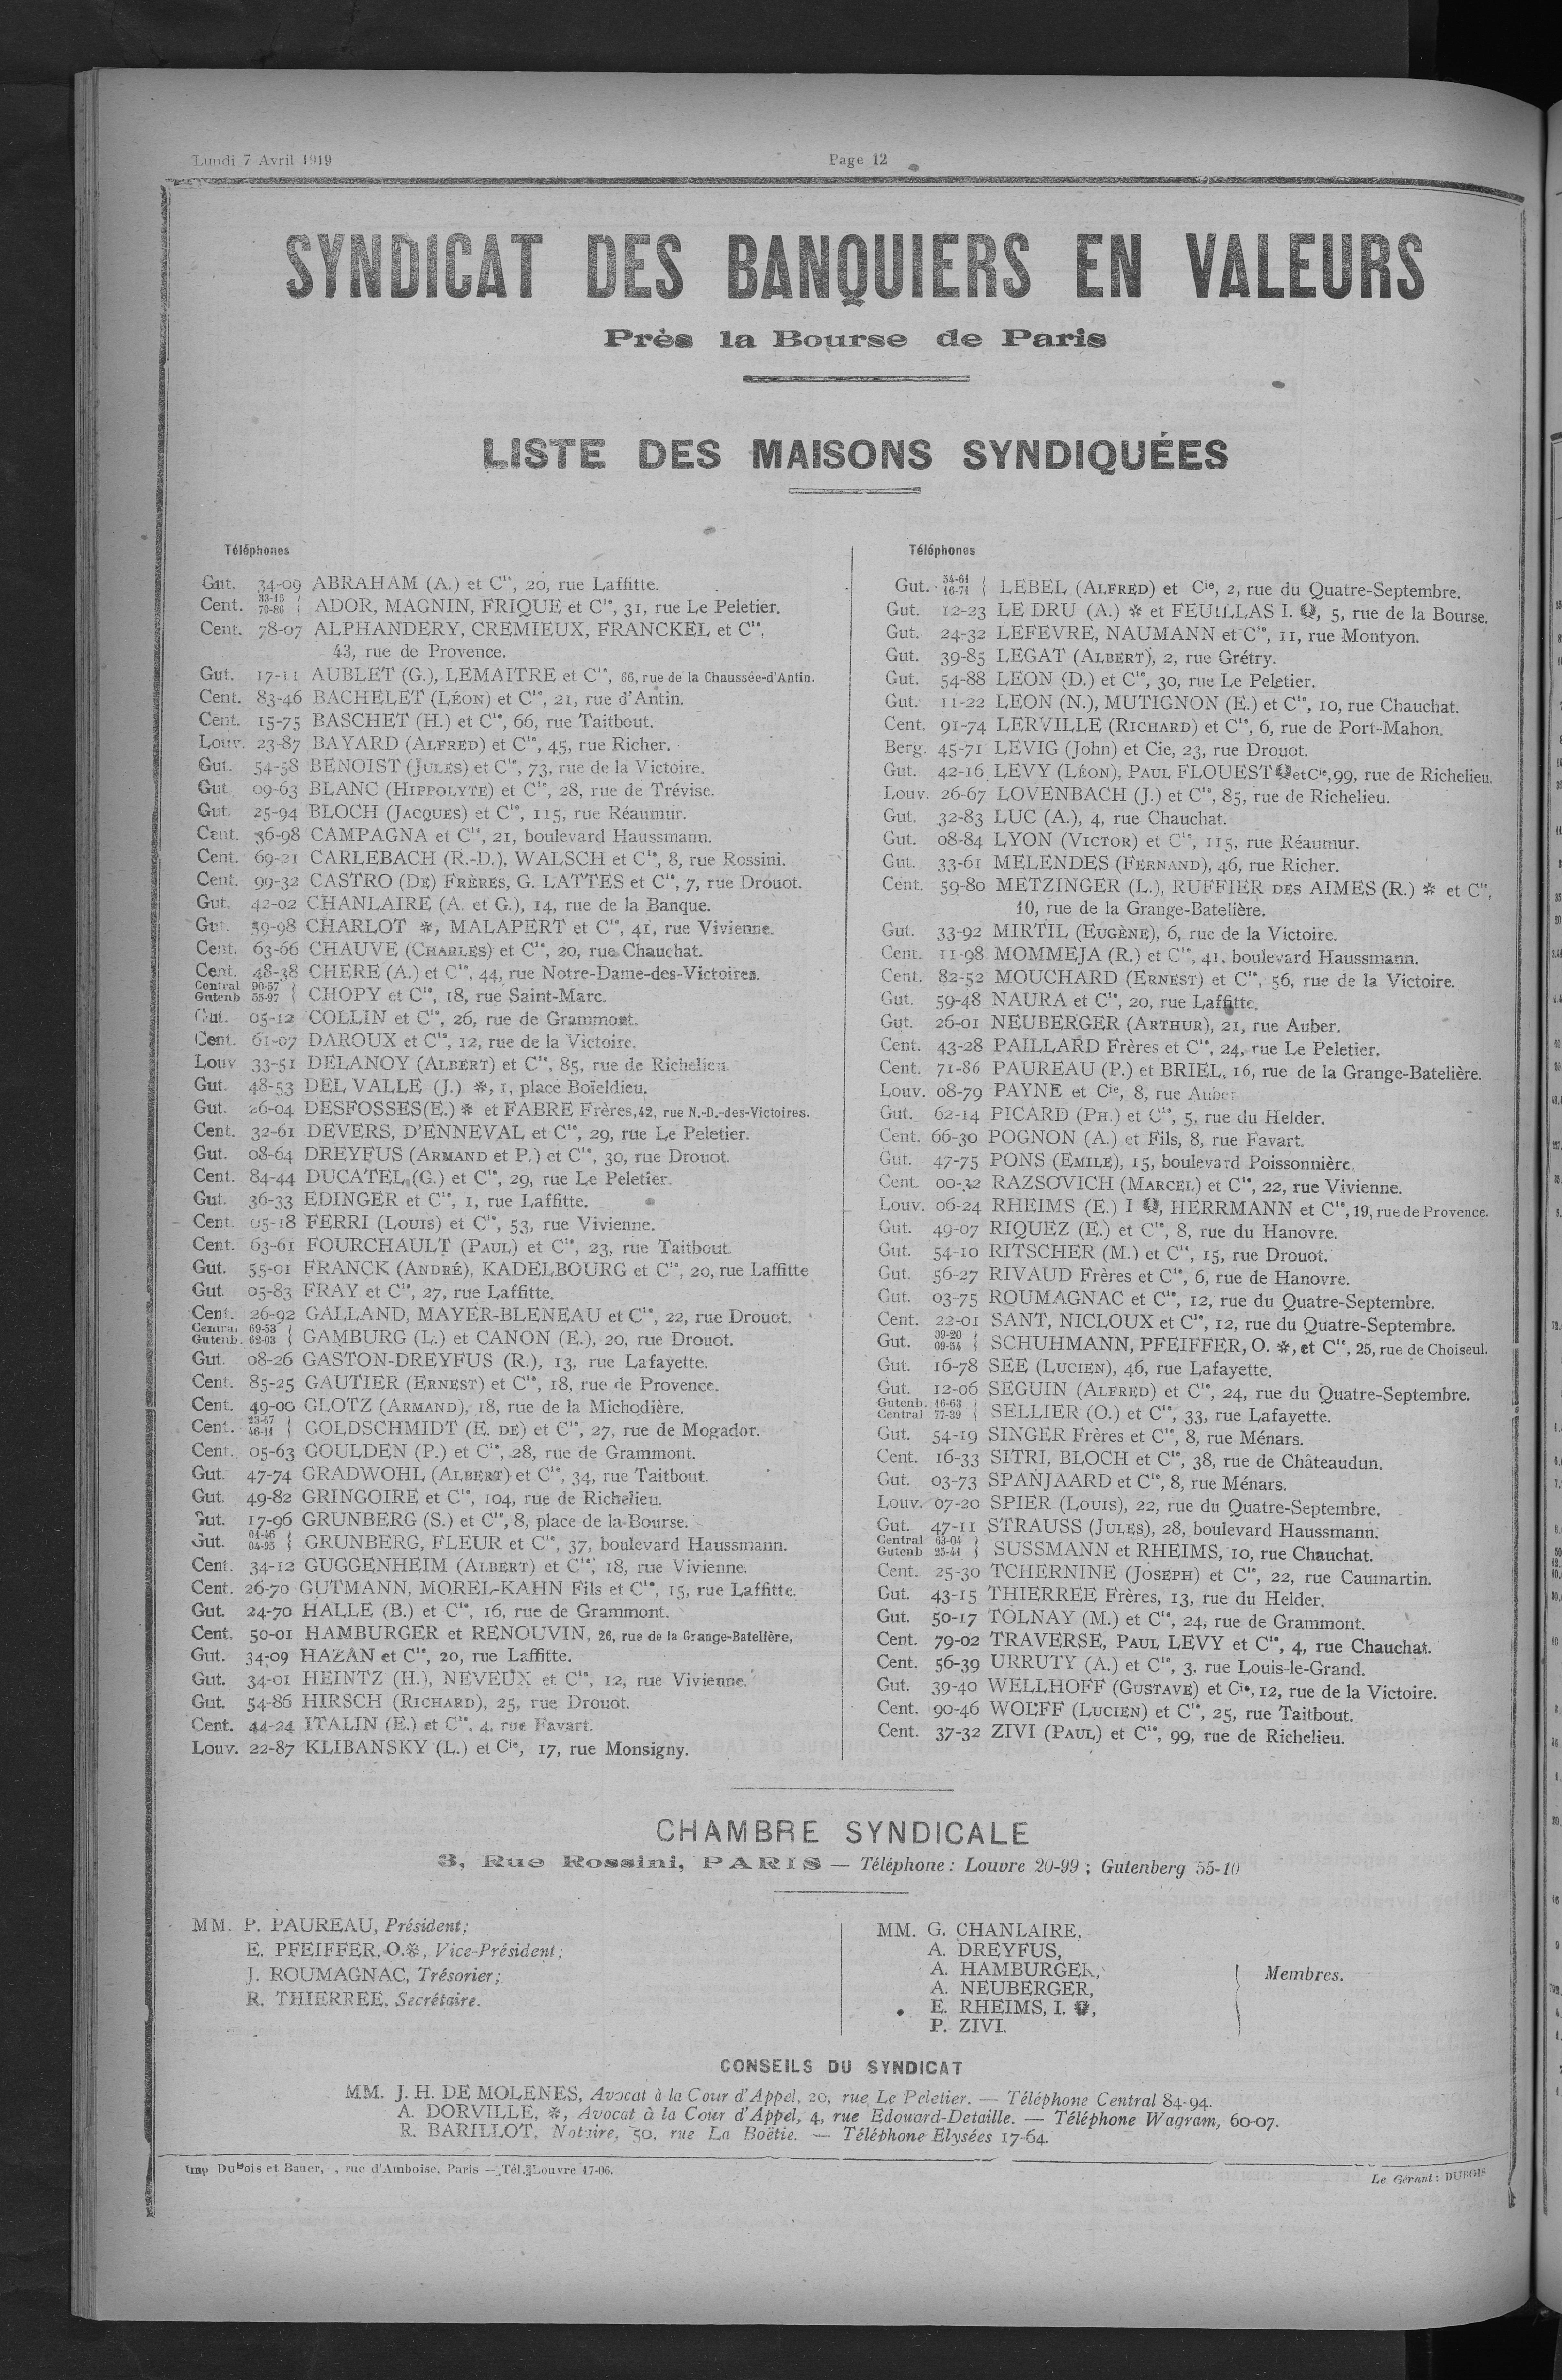 Lundi 7 Avril 1919
Page 12
SYNDICAT DES BANQUIERS EN VALEURS
Près la Bourse de Paris
LISTE DES MAISONS SYNDIQUÉES
Téléphones
Gut. 34-09 ABRAHAM (A.) et Cie, 20, rue Laffitte.
Cent. 33-15 79-86 { ADOR, MAGNIN, FRIQUE et Cie, 31, rue Le Peletier.
Cent. 78-07 ALPHANDERY, CREMIEUX, FRANCKEL et Cie,
43, rue de Provence.
Gut. 17-11 AUBLET (G.), LEMAITRE et Cie, 66, rue de la Chaussée-d'Antin.
Cent. 83-46 BACHELET (LÉON) et Cie, 21, rue d'Antin.
Cent. 15-75 BASCHET (H.) et Cie, 66, rue Taitbout.
Louv. 23-87 BAYARD (ALFRED) et Cie, 45, rue Richer.
Gut. 54-58 BENOIST (JULES) et Cie, 73, rue de la Victoire.
Gut. 09-63 BLANC (HIPPOLYTE) et Cie, 28, rue de Trévise.
Gut. 25-94 BLOCH (JACQUES) et Cie, 115, rue Réaumur.
Cent. 36-98 CAMPAGNA et Cie, 21, boulevard Haussmann.
Cent. 69-21 CARLEBACH (R.-D.), WALSCH et Cie, 8, rue Rossini.
Cent. 99-32 CASTRO (DE) FRÈRES, G. LATTES et Cie, 7, rue Drouot.
Gut. 42-02 CHANLAIRE (A. et G.), 14, rue de la Banque.
Gut. 59-98 CHARLOT ✻, MALAPERT et Cie, 41, rue Vivienne.
Cent. 63-66 CHAUVE (CHARLES) et Cie, 20, rue Chauchat.
Cent. 48-38 CHERE (A.) et Cie, 44, rue Notre-Dame-des-Victoires.
Central 90-57 Gutenb 55-97 { CHOPY et Cie, 18, rue Saint-Marc.
Gut. 05-12 COLLIN et Cie, 26, rue de Grammont.
Cent. 61-07 DAROUX et Cie, 12, rue de la Victoire.
Louv 33-51 DELANOY (ALBERT) et Cie, 85, rue de Richelieu.
Gut. 48-53 DEL VALLE (J.) ✻, 1, place Boïeldieu.
Gut. 26-04 DESFOSSES(E.) ✻ et FABRE Frères,42, rue N.-D.-des-Victoires.
Cent. 32-61 DEVERS, D'ENNEVAL et Cie, 29, rue Le Peletier.
Gut. 08-64 DREYFUS (ARMAND et P.) et Cie, 30, rue Drouot.
Cent. 84-44 DUCATEL (G.) et Cie, 29, rue Le Peletier.
Gut. 36-33 EDINGER et Cie, 1, rue Laffitte.
Cent. 05-18 FERRI (LOUIS) et Cie, 53, rue Vivienne.
Cent. 63-61 FOURCHAULT (PAUL) et Cie, 23, rue Taitbout.
Gut. 55-01 FRANCK (ANDRÉ), KADELBOURG et Cie, 20, rue Laffitte
Gut 05-83 FRAY et Cie, 27, rue Laffitte.
Cent. 26-92 GALLAND, MAYER-BLENEAU et Cie, 22, rue Drouot.
Central 69-53 Gutenb. 62-03 { GAMBURG (L.) et CANON (E.), 20, rue Drouot.
Gut. 08-26 GASTON-DREYFUS (R.), 13, rue Lafayette.
Cent. 85-25 GAUTIER (ERNEST) et Cie, 18, rue de Provence.
Cent. 49-00 GLOTZ (ARMAND), 18, rue de la Michodière.
Cent. 23-67 46-11 { GOLDSCHMIDT (E. DE) et Cie, 27, rue de Mogador.
Cent. 05-63 GOULDEN (P.) et Cie, 28, rue de Grammont.
Gut. 47-74 GRADWOHL (ALBERT) et Cie, 34, rue Taitbout.
Gut. 49-82 GRINGOIRE et Cie, 104, rue de Richelieu.
Gut. 17-96 GRUNBERG (S.) et Cie, 8, place de la Bourse.
Gut. 04-46 04-95 { GRUNBERG, FLEUR et Cie, 37, boulevard Haussmann.
Cent. 34-12 GUGGENHEIM (ALBERT) et Cie, 18, rue Vivienne.
Cent. 26-70 GUTMANN, MOREL-KAHN Fils et Cie, 15, rue Laffitte.
Gut. 24-70 HALLE (B.) et Cie, 16, rue de Grammont.
Cent. 50-01 HAMBURGER et RENOUVIN, 26, rue de la Grange-Batelière,
Gut. 34-09 HAZAN et Cie, 20, rue Laffitte.
Gut. 34-01 HEINTZ (H.), NEVEUX et Cie, 12, rue Vivienne.
Gut. 54-86 HIRSCH (RICHARD), 25, rue Drouot.
Cent. 44-24 ITALIN (E.) et Cie, 4, rue Favart.
Louv. 22-87 KLIBANSKY (L.) et Cie, 17, rue Monsigny.
Téléphones
Gut. 54-61 16-71 { LEBEL (ALFRED) et Cie, 2, rue du Quatre-Septembre.
Gut. 12-23 LE DRU (A.) ✻ et FEUILLAS I. , 5, rue de la Bourse.
Gut. 24-32 LEFEVRE, NAUMANN et Cie, 11, rue Montyon.
Gut. 39-85 LEGAT (ALBERT), 2, rue Grétry.
Gut. 54-88 LEON (D.) et Cie, 30, rue Le Peletier.
Gut. 11-22 LEON (N.), MUTIGNON (E.) et Cie, 10, rue Chauchat.
Cent. 91-74 LERVILLE (RICHARD) et Cie, 6, rue de Port-Mahon.
Berg. 45-71 LEVIG (John) et Cie, 23, rue Drouot.
Gut. 42-16 LEVY (LÉON), PAUL FLOUEST et Cie, 99, rue de Richelieu.
Louv. 26-67 LOVENBACH (J.) et Cie, 85, rue de Richelieu.
Gut. 32-83 LUC (A.), 4, rue Chauchat.
Gut. 08-84 LYON (VICTOR) et Cie, 115, rue Réaumur.
Gut. 33-61 MELENDES (FERNAND), 46, rue Richer.
Cent. 59-80 METZINGER (L.), RUFFIER DES AIMES (R.) ✻ et Cie,
10, rue de la Grange-Batelière.
Gut. 33-92 MIRTIL (EUGÈNE), 6, rue de la Victoire.
Cent. 11-98 MOMMEJA (R.) et Cie, 41, boulevard Haussmann.
Cent. 82-52 MOUCHARD (ERNEST) et Cie, 56, rue de la Victoire.
Gut. 59-48 NAURA et Cie, 20, rue Laffitte.
Gut. 26-01 NEUBERGER (ARTHUR), 21, rue Auber.
Cent. 43-28 PAILLARD Frères et Cie, 24, rue Le Peletier.
Cent. 71-86 PAUREAU (P.) et BRIEL, 16, rue de la Grange-Batelière.
Louv. 08-79 PAYNE et Cie, 8, rue Auber
Gut. 62-14 PICARD (PH.) et Cie, 5, rue du Helder.
Cent. 66-30 POGNON (A.) et Fils, 8, rue Favart.
Gut. 47-75 PONS (EMILE), 15, boulevard Poissonnière.
Cent. 00-32 RAZSOVICH (MARCEL) et Cie, 22, rue Vivienne.
Louv. 06-24 RHEIMS (E.) I , HERRMANN et Cie, 19, rue de Provence.
Gut. 49-07 RIQUEZ (E.) et Cie, 8, rue du Hanovre.
Gut. 54-10 RITSCHER (M.) et Cie, 15, rue Drouot.
Gut. 56-27 RIVAUD Frères et Cie, 6, rue de Hanovre.
Gut. 03-75 ROUMAGNAC et Cie, 12, rue du Quatre-Septembre.
Cent. 22-01 SANT, NICLOUX et Cie, 12, rue du Quatre-Septembre.
Gut. 09-20 09-54 { SCHUHMANN, PFEIFFER, O. ✻, et Cie, 25, rue de Choiseul.
Gut. 16-78 SEE (LUCIEN), 46, rue Lafayette.
Gut. 12-06 SEGUIN (ALFRED) et Cie, 24, rue du Quatre-Septembre.
Gutenb. 16-63 Central 77-39 { SELLIER (O.) et Cie, 33, rue Lafayette.
Gut. 54-19 SINGER Frères et Cie, 8, rue Ménars.
Cent. 16-33 SITRI, BLOCH et Cie, 38, rue de Châteaudun.
Gut. 03-73 SPANJAARD et Cie, 8, rue Ménars.
Louv. 07-20 SPIER (LOUIS), 22, rue du Quatre-Septembre.
Gut. 47-11 STRAUSS (JULES), 28, boulevard Haussmann.
Central 63-04 Gutenb 25-41 } SUSSMANN et RHEIMS, 10, rue Chauchat.
Cent. 25-30 TCHERNINE (JOSEPH) et Cie, 22, rue Caumartin.
Gut. 43-15 THIERREE Frères, 13, rue du Helder.
Gut. 50-17 TOLNAY (M.) et Cie, 24, rue de Grammont.
Cent. 79-02 TRAVERSE, PAUL LEVY et Cie, 4, rue Chauchat.
Cent. 56-39 URRUTY (A.) et Cie, 3. rue Louis-le-Grand.
Gut. 39-40 WELLHOFF (GUSTAVE) et Cie, 12, rue de la Victoire.
Cent. 90-46 WOLFF (LUCIEN) et Cie, 25, rue Taitbout.
Cent. 37-32 ZIVI (PAUL) et Cie, 99, rue de Richelieu.
CHAMBRE SYNDICALE
3, Rue Rossini, PARIS — Téléphone : Louvre 20-99 ; Gutenberg 55-10
MM. P. PAUREAU, Président;
E. PFEIFFER, O.✻, Vice-Président;
J. ROUMAGNAC, Trésorier;
R. THIERREE, Secrétaire.
MM. G. CHANLAIRE,
A. DREYFUS,
A. HAMBURGER,
A. NEUBERGER,
E. RHEIMS, I. ,
P. ZIVI.
Membres.
CONSEILS DU SYNDICAT
MM. J. H. DE MOLENES, Avocat à la Cour d'Appel, 20, rue Le Peletier. — Téléphone Central 84-94.
A. DORVILLE, ✻, Avocat à la Cour d'Appel, 4, rue Edouard-Detaille. — Téléphone Wagram, 60-07.
R. BARILLOT, Notaire, 50, rue La Boëtie. — Téléphone Elysées 17-64.
Imp Dubois et Bauer, , rue d'Amboise, Paris — Tél. Louvre 17-06.
Le Gérant : DUBOIS